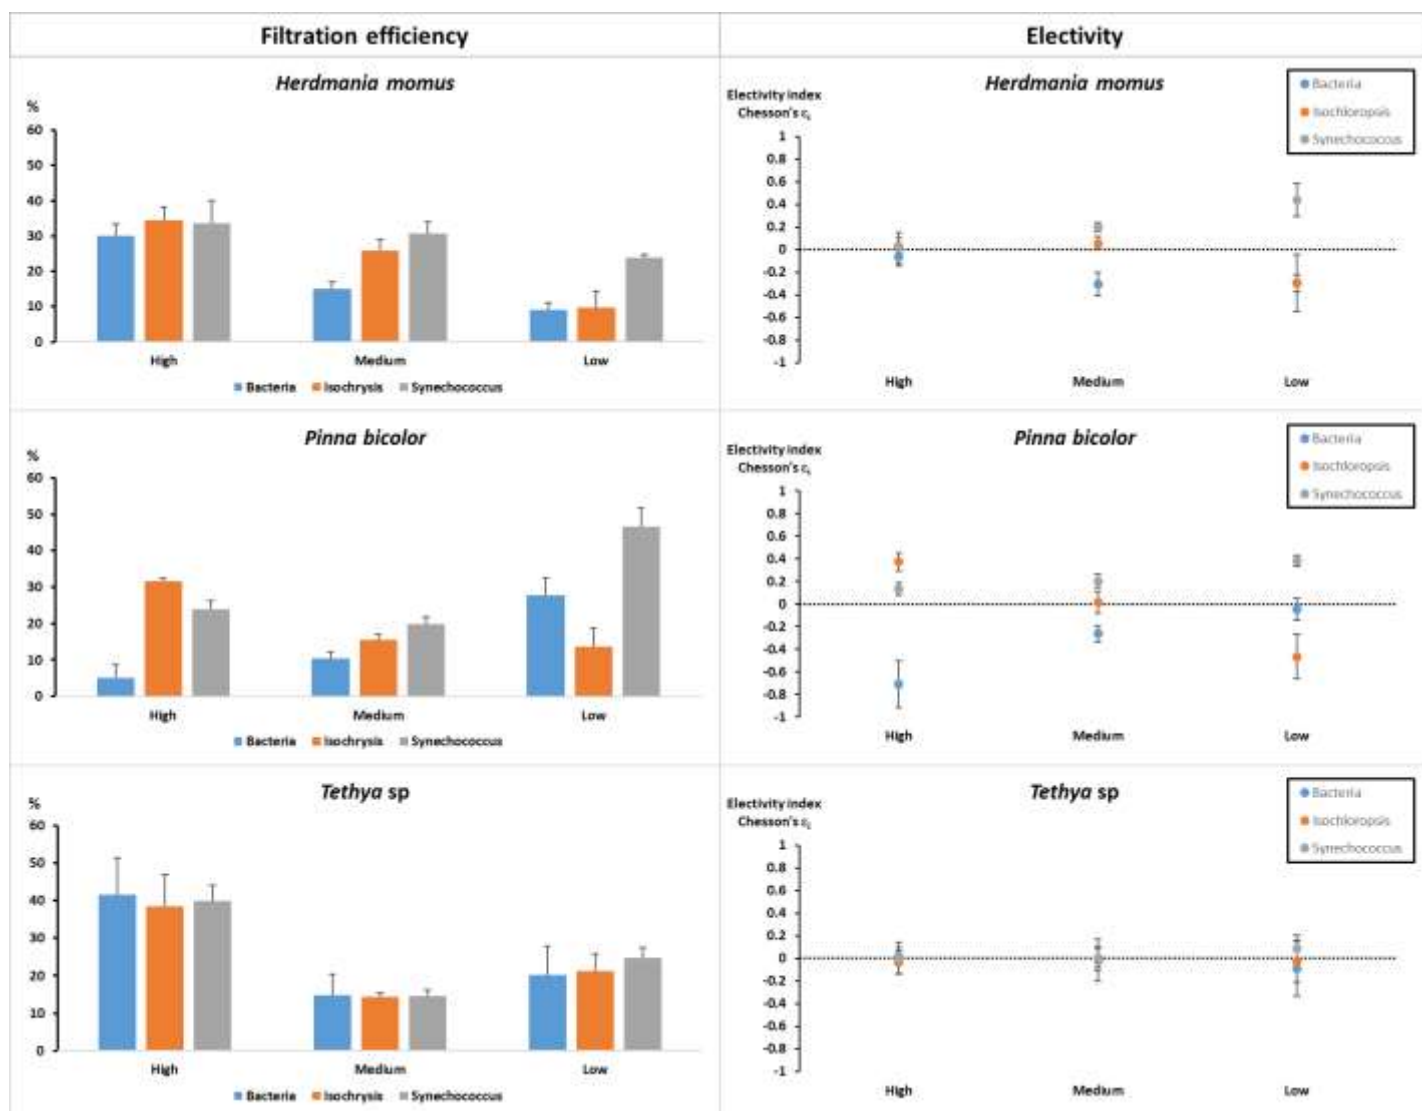 Filtration efficiency
Electivity
Herdmania momus
%
60
50
40
30
20
10
0
High
Medium
Low
Bacteria
Isochrysis
Synechococcus
Herdmania momus
Electivity index
Chesson's εi
1
0.8
0.6
0.4
0.2
0
-0.2
-0.4
-0.6
-0.8
-1
High
Medium
Low
Bacteria
Isochloropsis
Synechococcus
Pinna bicolor
%
60
50
40
30
20
10
0
High
Medium
Low
Bacteria
Isochrysis
Synechococcus
Pinna bicolor
Electivity index
Chesson's εi
1
0.8
0.6
0.4
0.2
0
-0.2
-0.4
-0.6
-0.8
-1
High
Medium
Low
Bacteria
Isochloropsis
Synechococcus
Tethya sp
%
60
50
40
30
20
10
0
High
Medium
Low
Bacteria
Isochrysis
Synechococcus
Tethya sp
Electivity index
Chesson's εi
1
0.8
0.6
0.4
0.2
0
-0.2
-0.4
-0.6
-0.8
-1
High
Medium
Low
Bacteria
Isochloropsis
Synechococcus